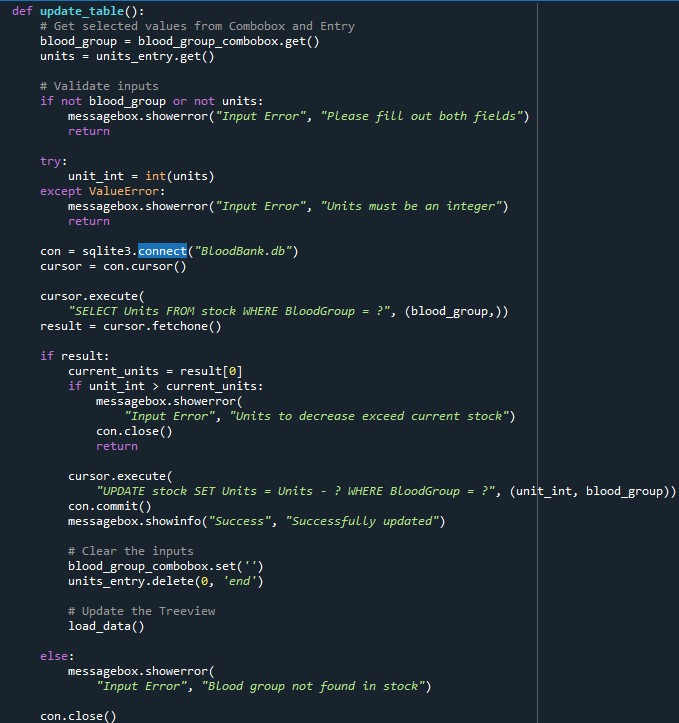 def update_table():
    # Get selected values from Combobox and Entry
    blood_group = blood_group_combobox.get()
    units = units_entry.get()

    # Validate inputs
    if not blood_group or not units:
        messagebox.showerror("Input Error", "Please fill out both fields")
        return

    try:
        unit_int = int(units)
    except ValueError:
        messagebox.showerror("Input Error", "Units must be an integer")
        return

    con = sqlite3.connect("BloodBank.db")
    cursor = con.cursor()

    cursor.execute(
        "SELECT Units FROM stock WHERE BloodGroup = ?", (blood_group,))
    result = cursor.fetchone()

    if result:
        current_units = result[0]
        if unit_int > current_units:
            messagebox.showerror(
                "Input Error", "Units to decrease exceed current stock")
            con.close()
            return

        cursor.execute(
            "UPDATE stock SET Units = Units - ? WHERE BloodGroup = ?", (unit_int, blood_group))
        con.commit()
        messagebox.showinfo("Success", "Successfully updated")

        # Clear the inputs
        blood_group_combobox.set('')
        units_entry.delete(0, 'end')

        # Update the Treeview
        load_data()

    else:
        messagebox.showerror(
            "Input Error", "Blood group not found in stock")

    con.close()